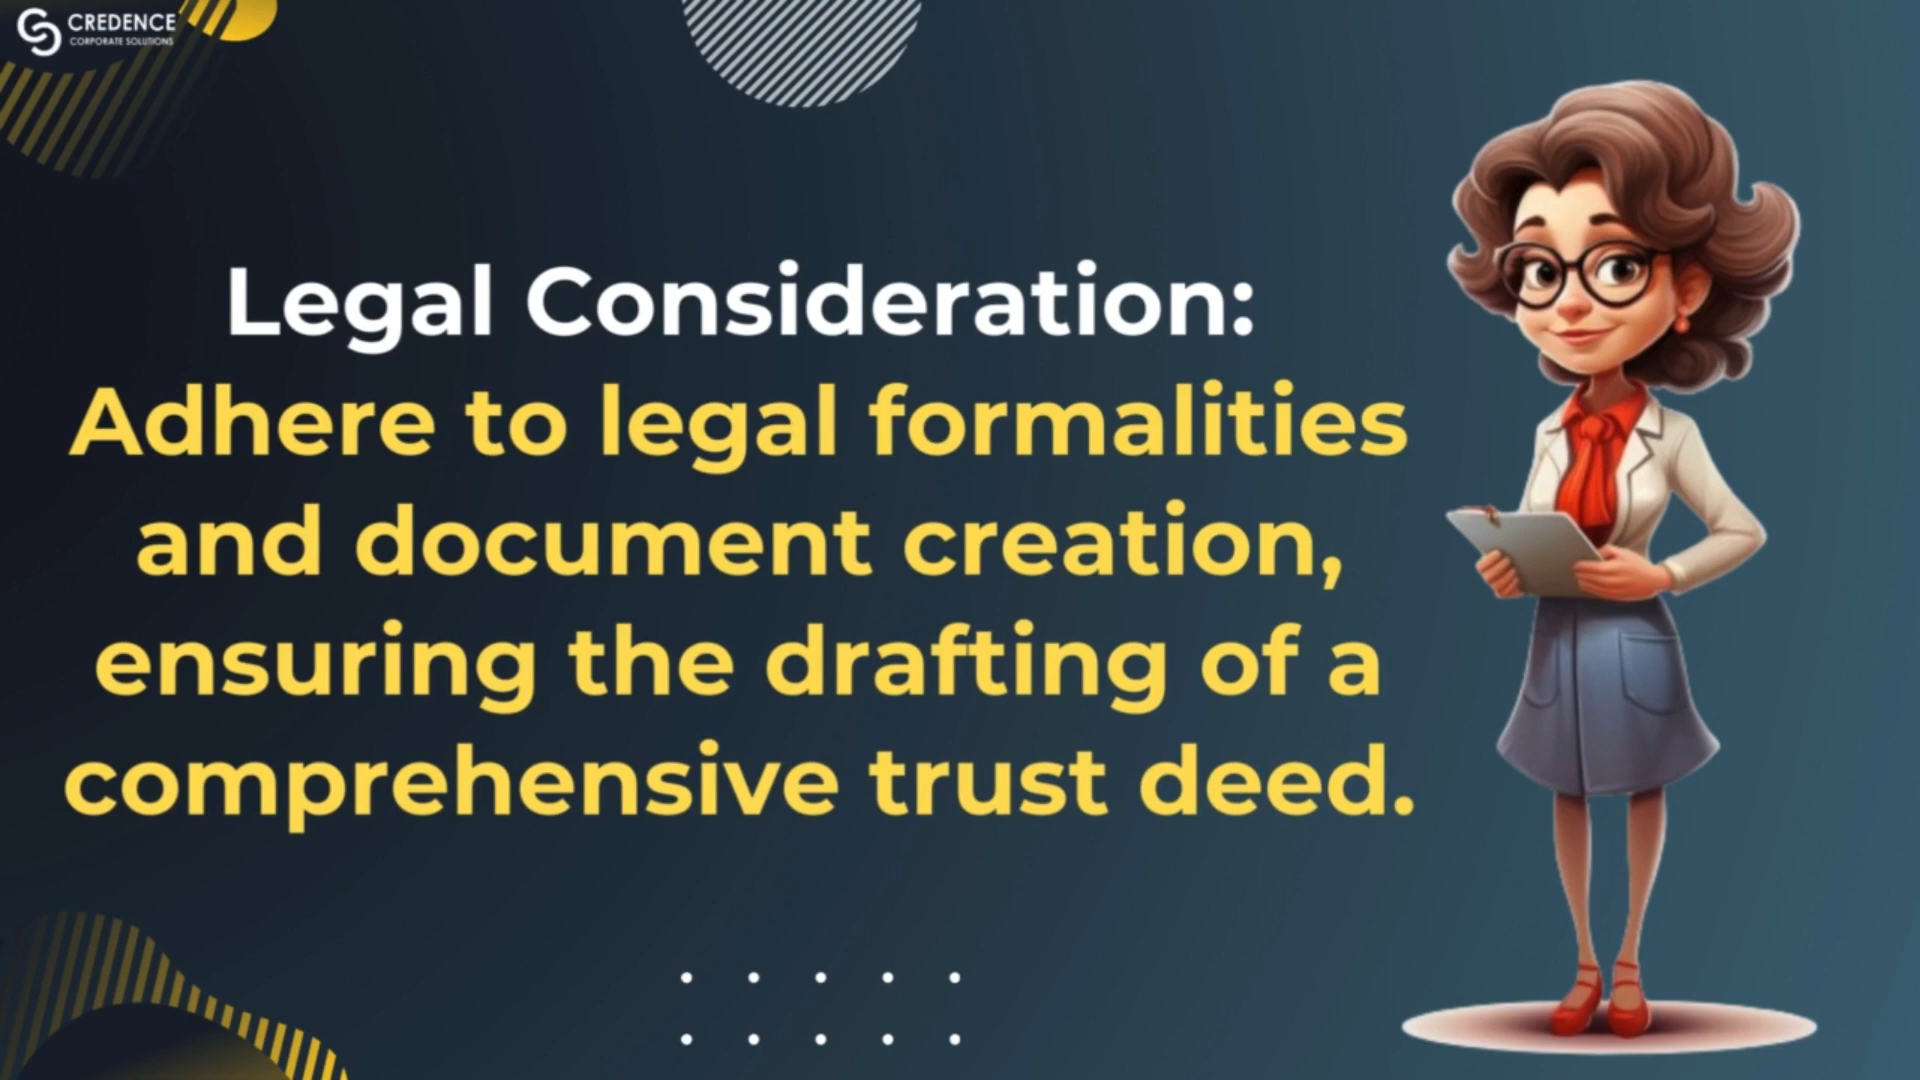 CREDENCE
CORPORATE SOLUTIONS
Legal Consideration:
Adhere to legal formalities
and document creation,
ensuring the drafting of a
comprehensive trust deed.